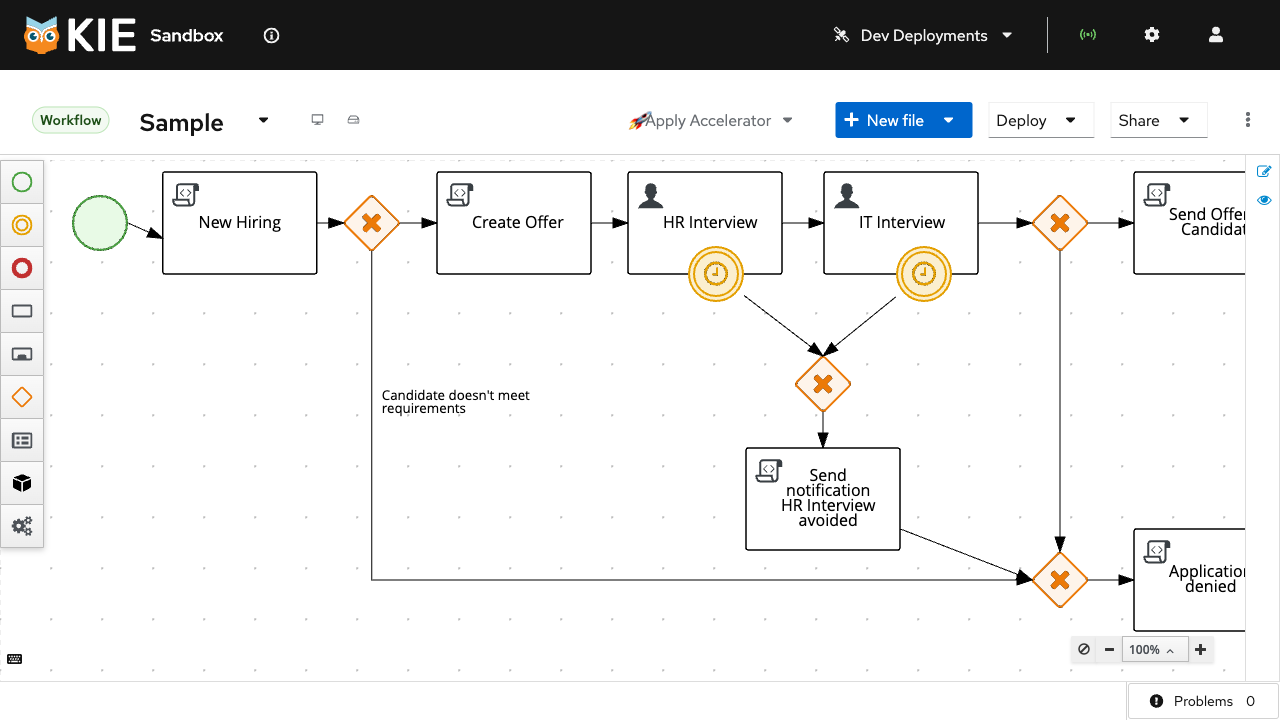 KIE Sandbox
Dev Deployments
Workflow
Sample
Apply Accelerator
New file
Deploy
Share
New Hiring
Create Offer
HR Interview
IT Interview
Send Offer
Candidat
Candidate doesn't meet
requirements
Send
notification
HR Interview
avoided
Application
denied
100%
Problems 0